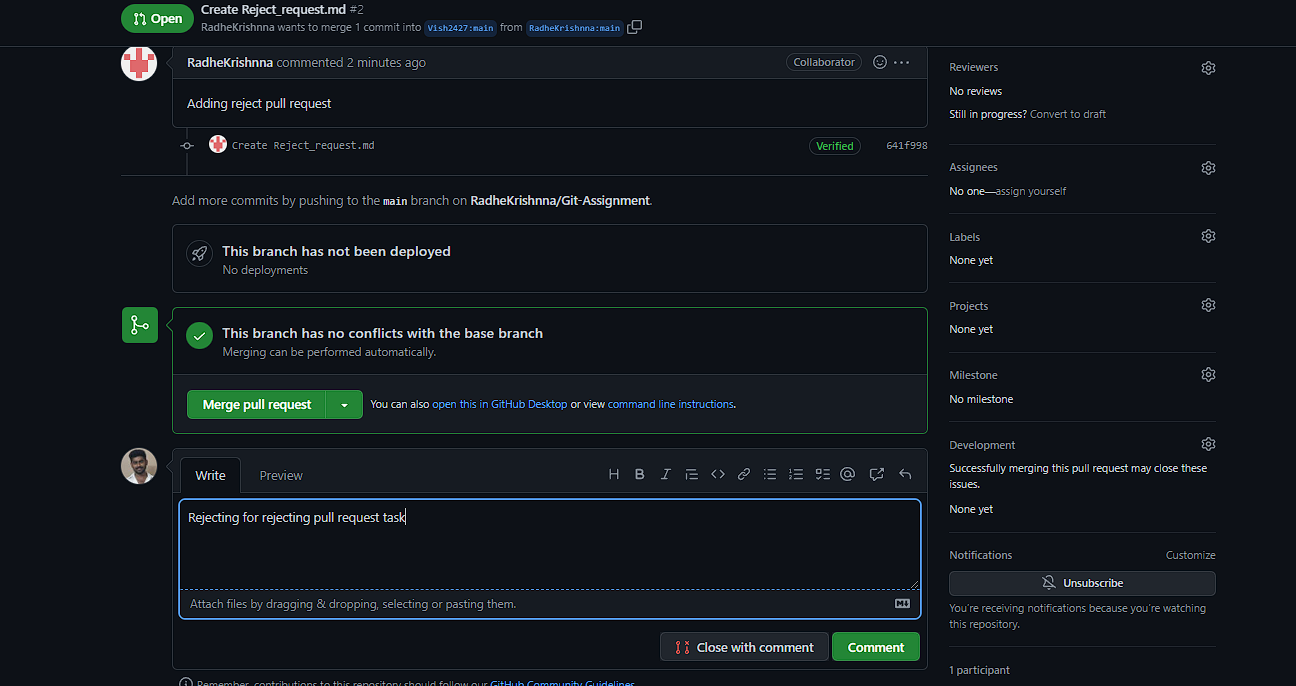 Open
Create Reject_request.md #2
RadheKrishnna wants to merge 1 commit into Vish2427:main from RadheKrishnna:main
RadheKrishnna commented 2 minutes ago
Collaborator
Adding reject pull request
Create Reject_request.md
Verified
641f998
Add more commits by pushing to the main branch on RadheKrishnna/Git-Assignment.
This branch has not been deployed
No deployments
This branch has no conflicts with the base branch
Merging can be performed automatically.
Merge pull request
You can also open this in GitHub Desktop or view command line instructions.
Write
Preview
Rejecting for rejecting pull request task
Attach files by dragging & dropping, selecting or pasting them.
Close with comment
Comment
Remember, contributions to this repository should follow our GitHub Community Guidelines.
Reviewers
No reviews
Still in progress? Convert to draft
Assignees
No one—assign yourself
Labels
None yet
Projects
None yet
Milestone
No milestone
Development
Successfully merging this pull request may close these
issues.
None yet
Notifications
Customize
Unsubscribe
You're receiving notifications because you're watching
this repository.
1 participant